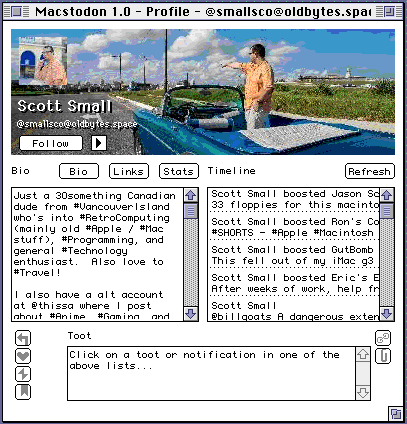 Macstodon 1.0 - Profile - @smallsco@oldbytes.spac
Scott Small
@smallsco@oldbytes.space
Follow
Bio
Bio
Links
Stats
Timeline
Refresh
Just a 30something Canadian
dude from #VancouverIsland
who's into #RetroComputing
(mainly old #Apple / #Mac
stuff), #Programming, and
general #Technology
enthusiast. Also love to
#Travel!
I also have a alt account
at @thissa where I post
about #Anime, #Gaming, and
Scott Small boosted Jason Sc
33 floppies for this macinto
Scott Small boosted Ron's Co
#SHORTS - #Apple #Macintosh
Scott Small boosted GutBomb
This fell out of my iMac g3
Scott Small boosted Eric's E
After weeks of work, help fr
Scott Small
@billgoats A dangerous exten
Toot
Click on a toot or notification in one of the
above lists...